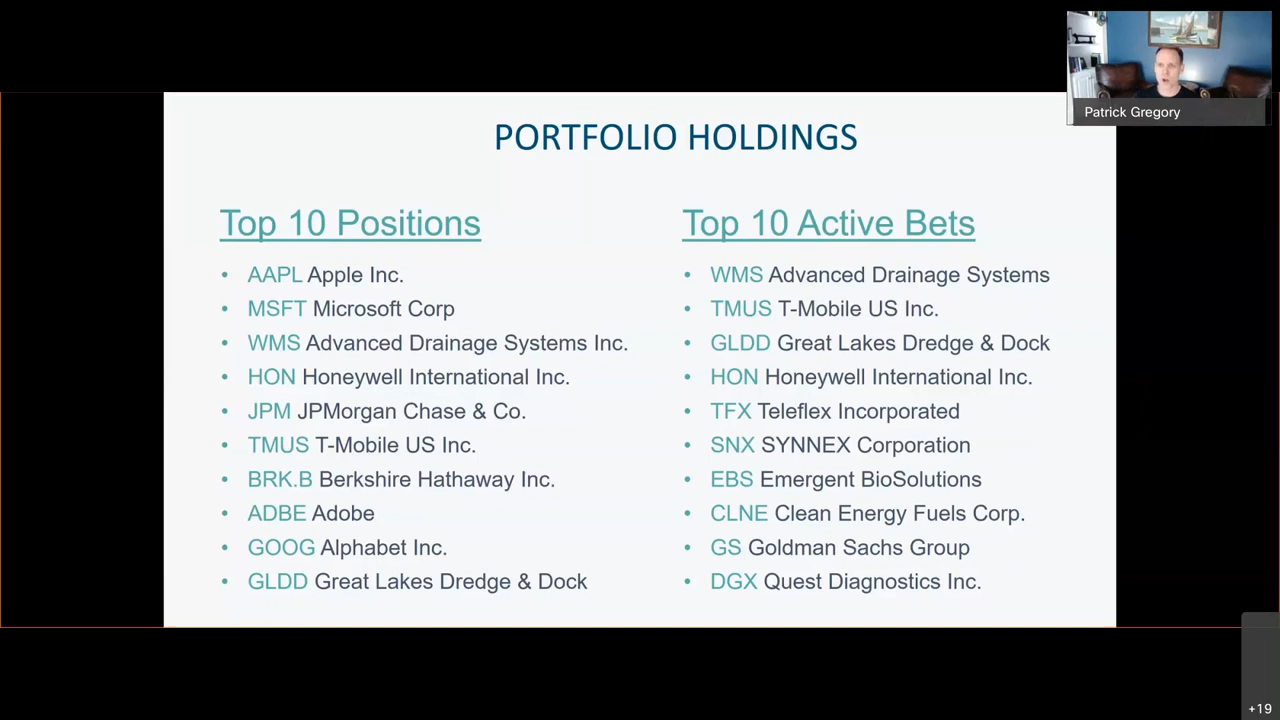 Patrick Gregory
PORTFOLIO HOLDINGS
Top 10 Positions
• AAPL Apple Inc.
• MSFT Microsoft Corp
• WMS Advanced Drainage Systems Inc.
• HON Honeywell International Inc.
• JPM JPMorgan Chase & Co.
• TMUS T-Mobile US Inc.
• BRK.B Berkshire Hathaway Inc.
• ADBE Adobe
• GOOG Alphabet Inc.
• GLDD Great Lakes Dredge & Dock
Top 10 Active Bets
• WMS Advanced Drainage Systems
• TMUS T-Mobile US Inc.
• GLDD Great Lakes Dredge & Dock
• HON Honeywell International Inc.
• TFX Teleflex Incorporated
• SNX SYNNEX Corporation
• EBS Emergent BioSolutions
• CLNE Clean Energy Fuels Corp.
• GS Goldman Sachs Group
• DGX Quest Diagnostics Inc.
+19